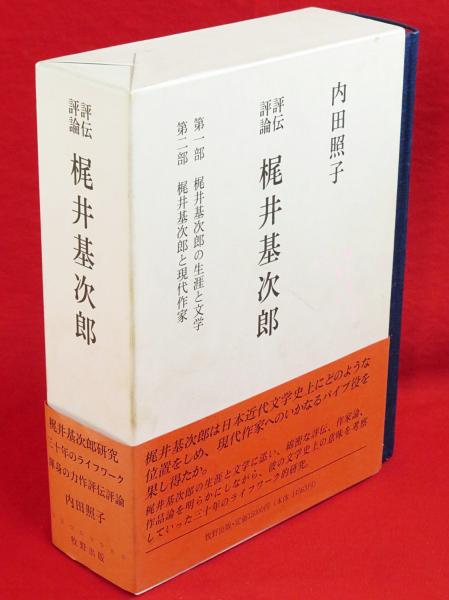 内田照子
評伝
評論
梶井基次郎
第一部 梶井基次郎の生涯と文学
第二部 梶井基次郎と現代作家
梶井基次郎は日本近代文学史上にどのような
位置をしめ、現代作家へのいかなるパイプ役を
果し得たか。
梶井基次郎の生涯と文学に添い、綿密な評伝、作家論、
作品論を明らかにしながら、彼の文学史上の意味を考察
していった三十年のライフワーク的研究。
評伝
評論
梶井基次郎
梶井基次郎研究
三十年のライフワーク
渾身の力作評伝評論
内田照子
牧野出版